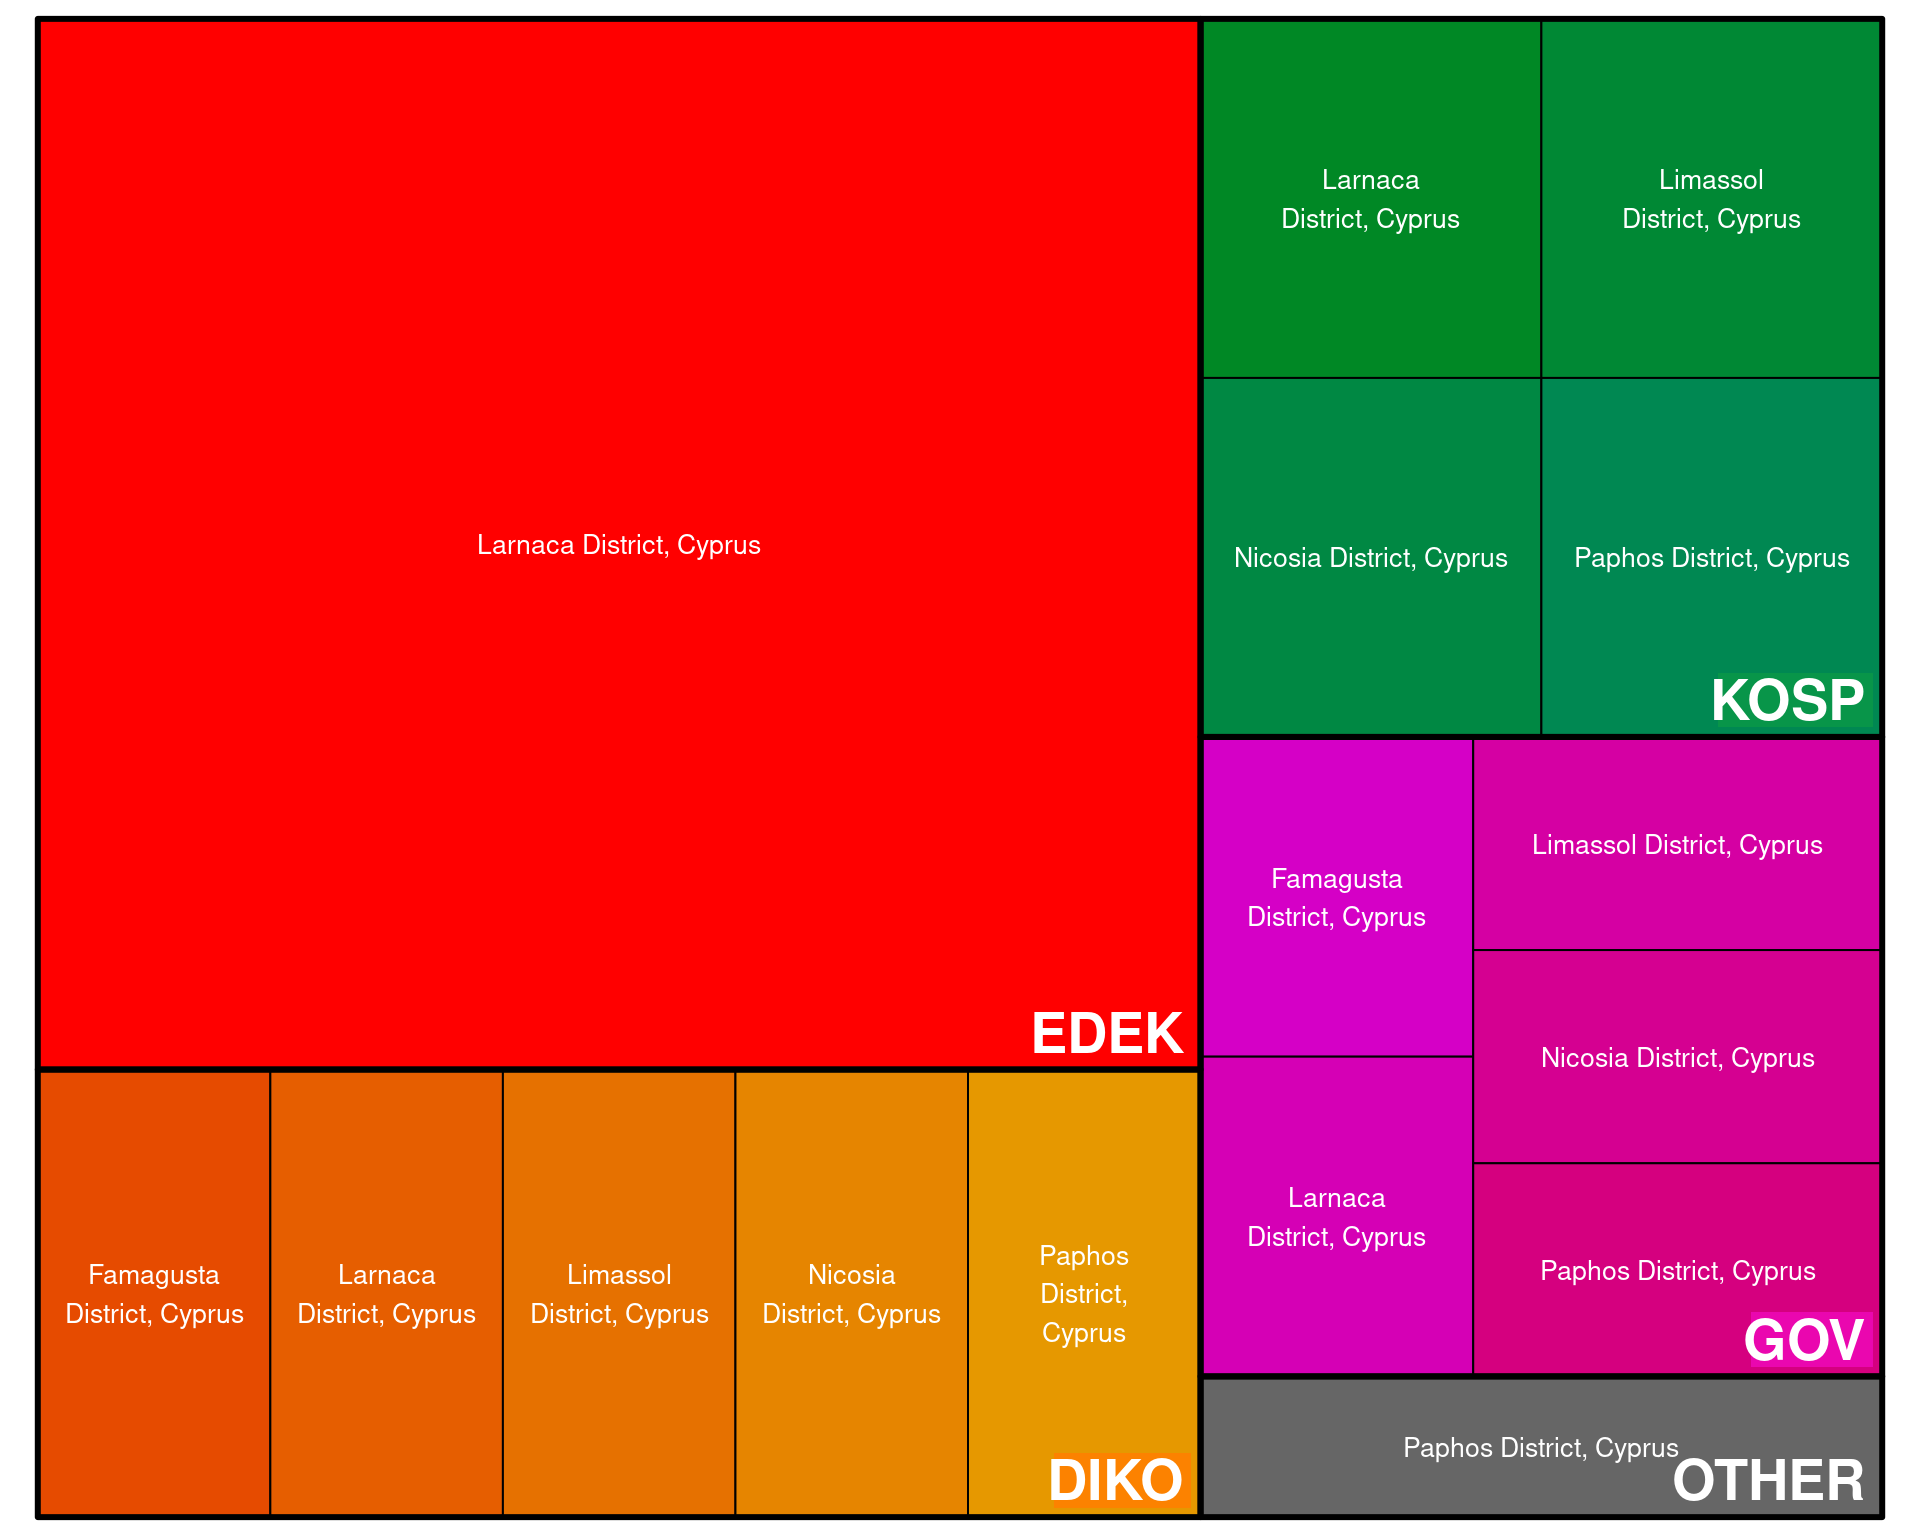 Larnaca District, Cyprus
EDEK
Famagusta
District, Cyprus
Larnaca
District, Cyprus
Limassol
District, Cyprus
Nicosia
District, Cyprus
Paphos
District,
Cyprus
DIKO
Larnaca
District, Cyprus
Limassol
District, Cyprus
Nicosia District, Cyprus
Paphos District, Cyprus
KOSP
Famagusta
District, Cyprus
Larnaca
District, Cyprus
Limassol District, Cyprus
Nicosia District, Cyprus
Paphos District, Cyprus
GOV
Paphos District, Cyprus
OTHER